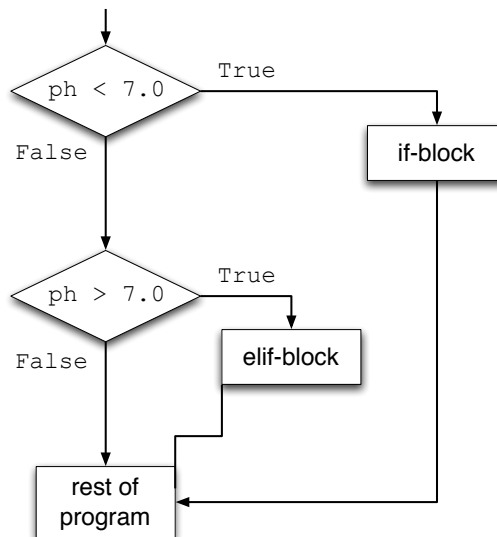 ph < 7.0
True
False
if-block
ph > 7.0
True
False
elif-block
rest of
program